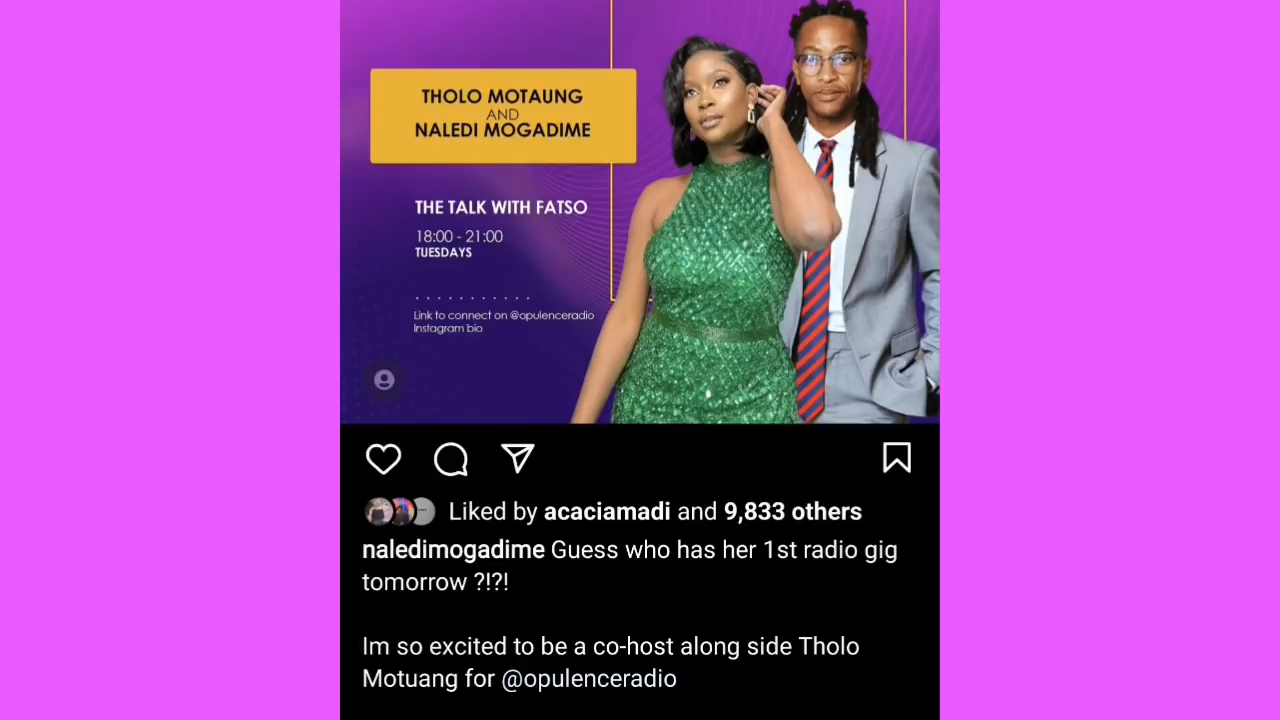 THOLO MOTAUNG
AND
NALEDI MOGADIME
THE TALK WITH FATSO
18:00 - 21:00
TUESDAYS
Link to connect on @opulenceradio
Instagram bio
Liked by acaciamadi and 9,833 others
naledimogadime Guess who has her 1st radio gig
tomorrow ?!?!
Im so excited to be a co-host along side Tholo
Motuang for @opulenceradio